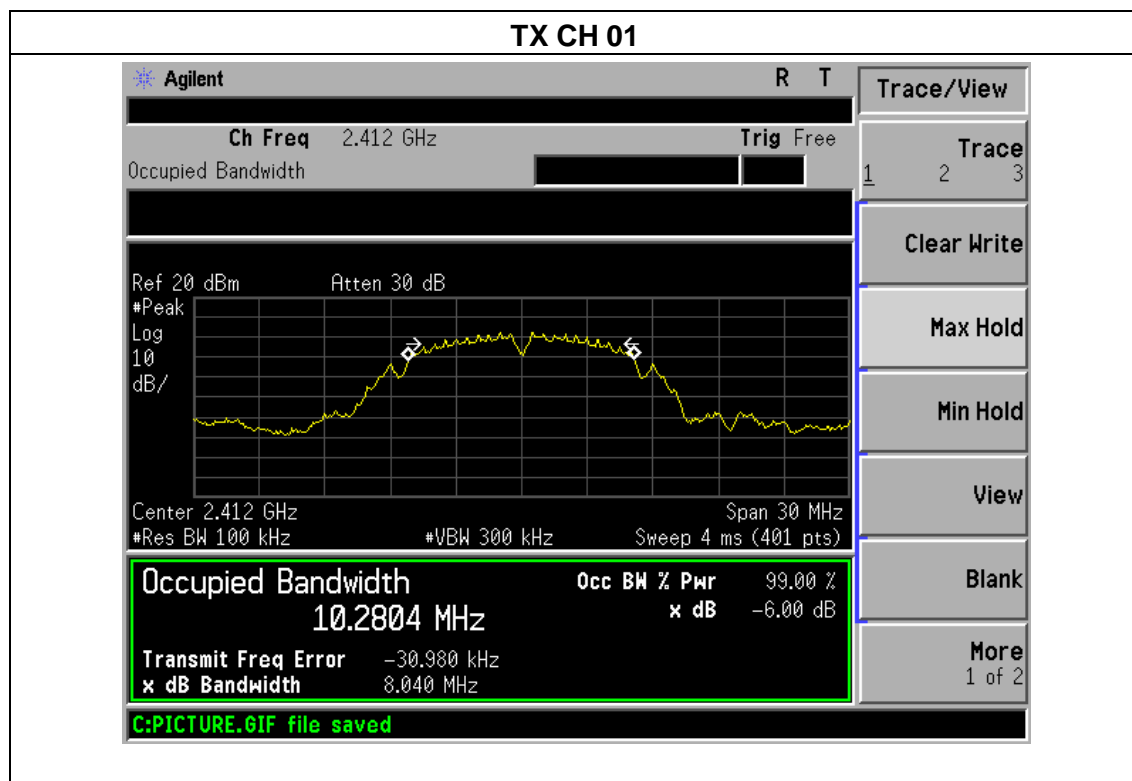 TX CH 01
Agilent R T
Trace/View
Ch Freq 2.412 GHz Trig Free
Occupied Bandwidth
Trace
1 2 3
Clear Write
Ref 20 dBm Atten 30 dB
#Peak
Log
10
dB/
Max Hold
Min Hold
View
Center 2.412 GHz Span 30 MHz
#Res BW 100 kHz #VBW 300 kHz Sweep 4 ms (401 pts)
Occupied Bandwidth Occ BW % Pwr 99.00 %
10.2804 MHz x dB -6.00 dB
Blank
Transmit Freq Error -30.980 kHz
x dB Bandwidth 8.040 MHz
More
1 of 2
C:PICTURE.GIF file saved